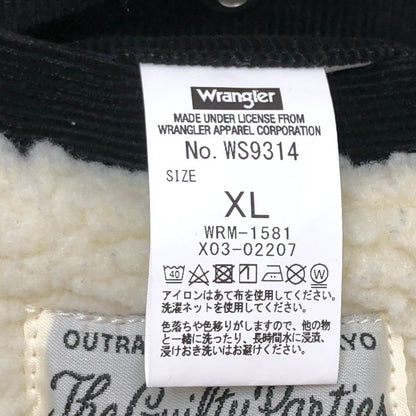 Wrangler
MADE UNDER LICENSE FROM
WRANGLER APPAREL CORPORATION
No. WS9314
SIZE
XL
WRM-1581
X03-02207
40
アイロンはあて布を使用してください。
洗濯ネットを使用してください。
色落ちや色移りがしますので、他の物
と一緒に洗ったり、長時間水に浸漬、
浸け おき洗いはお避けください。
OUTRA
YO
The Guilty Parties